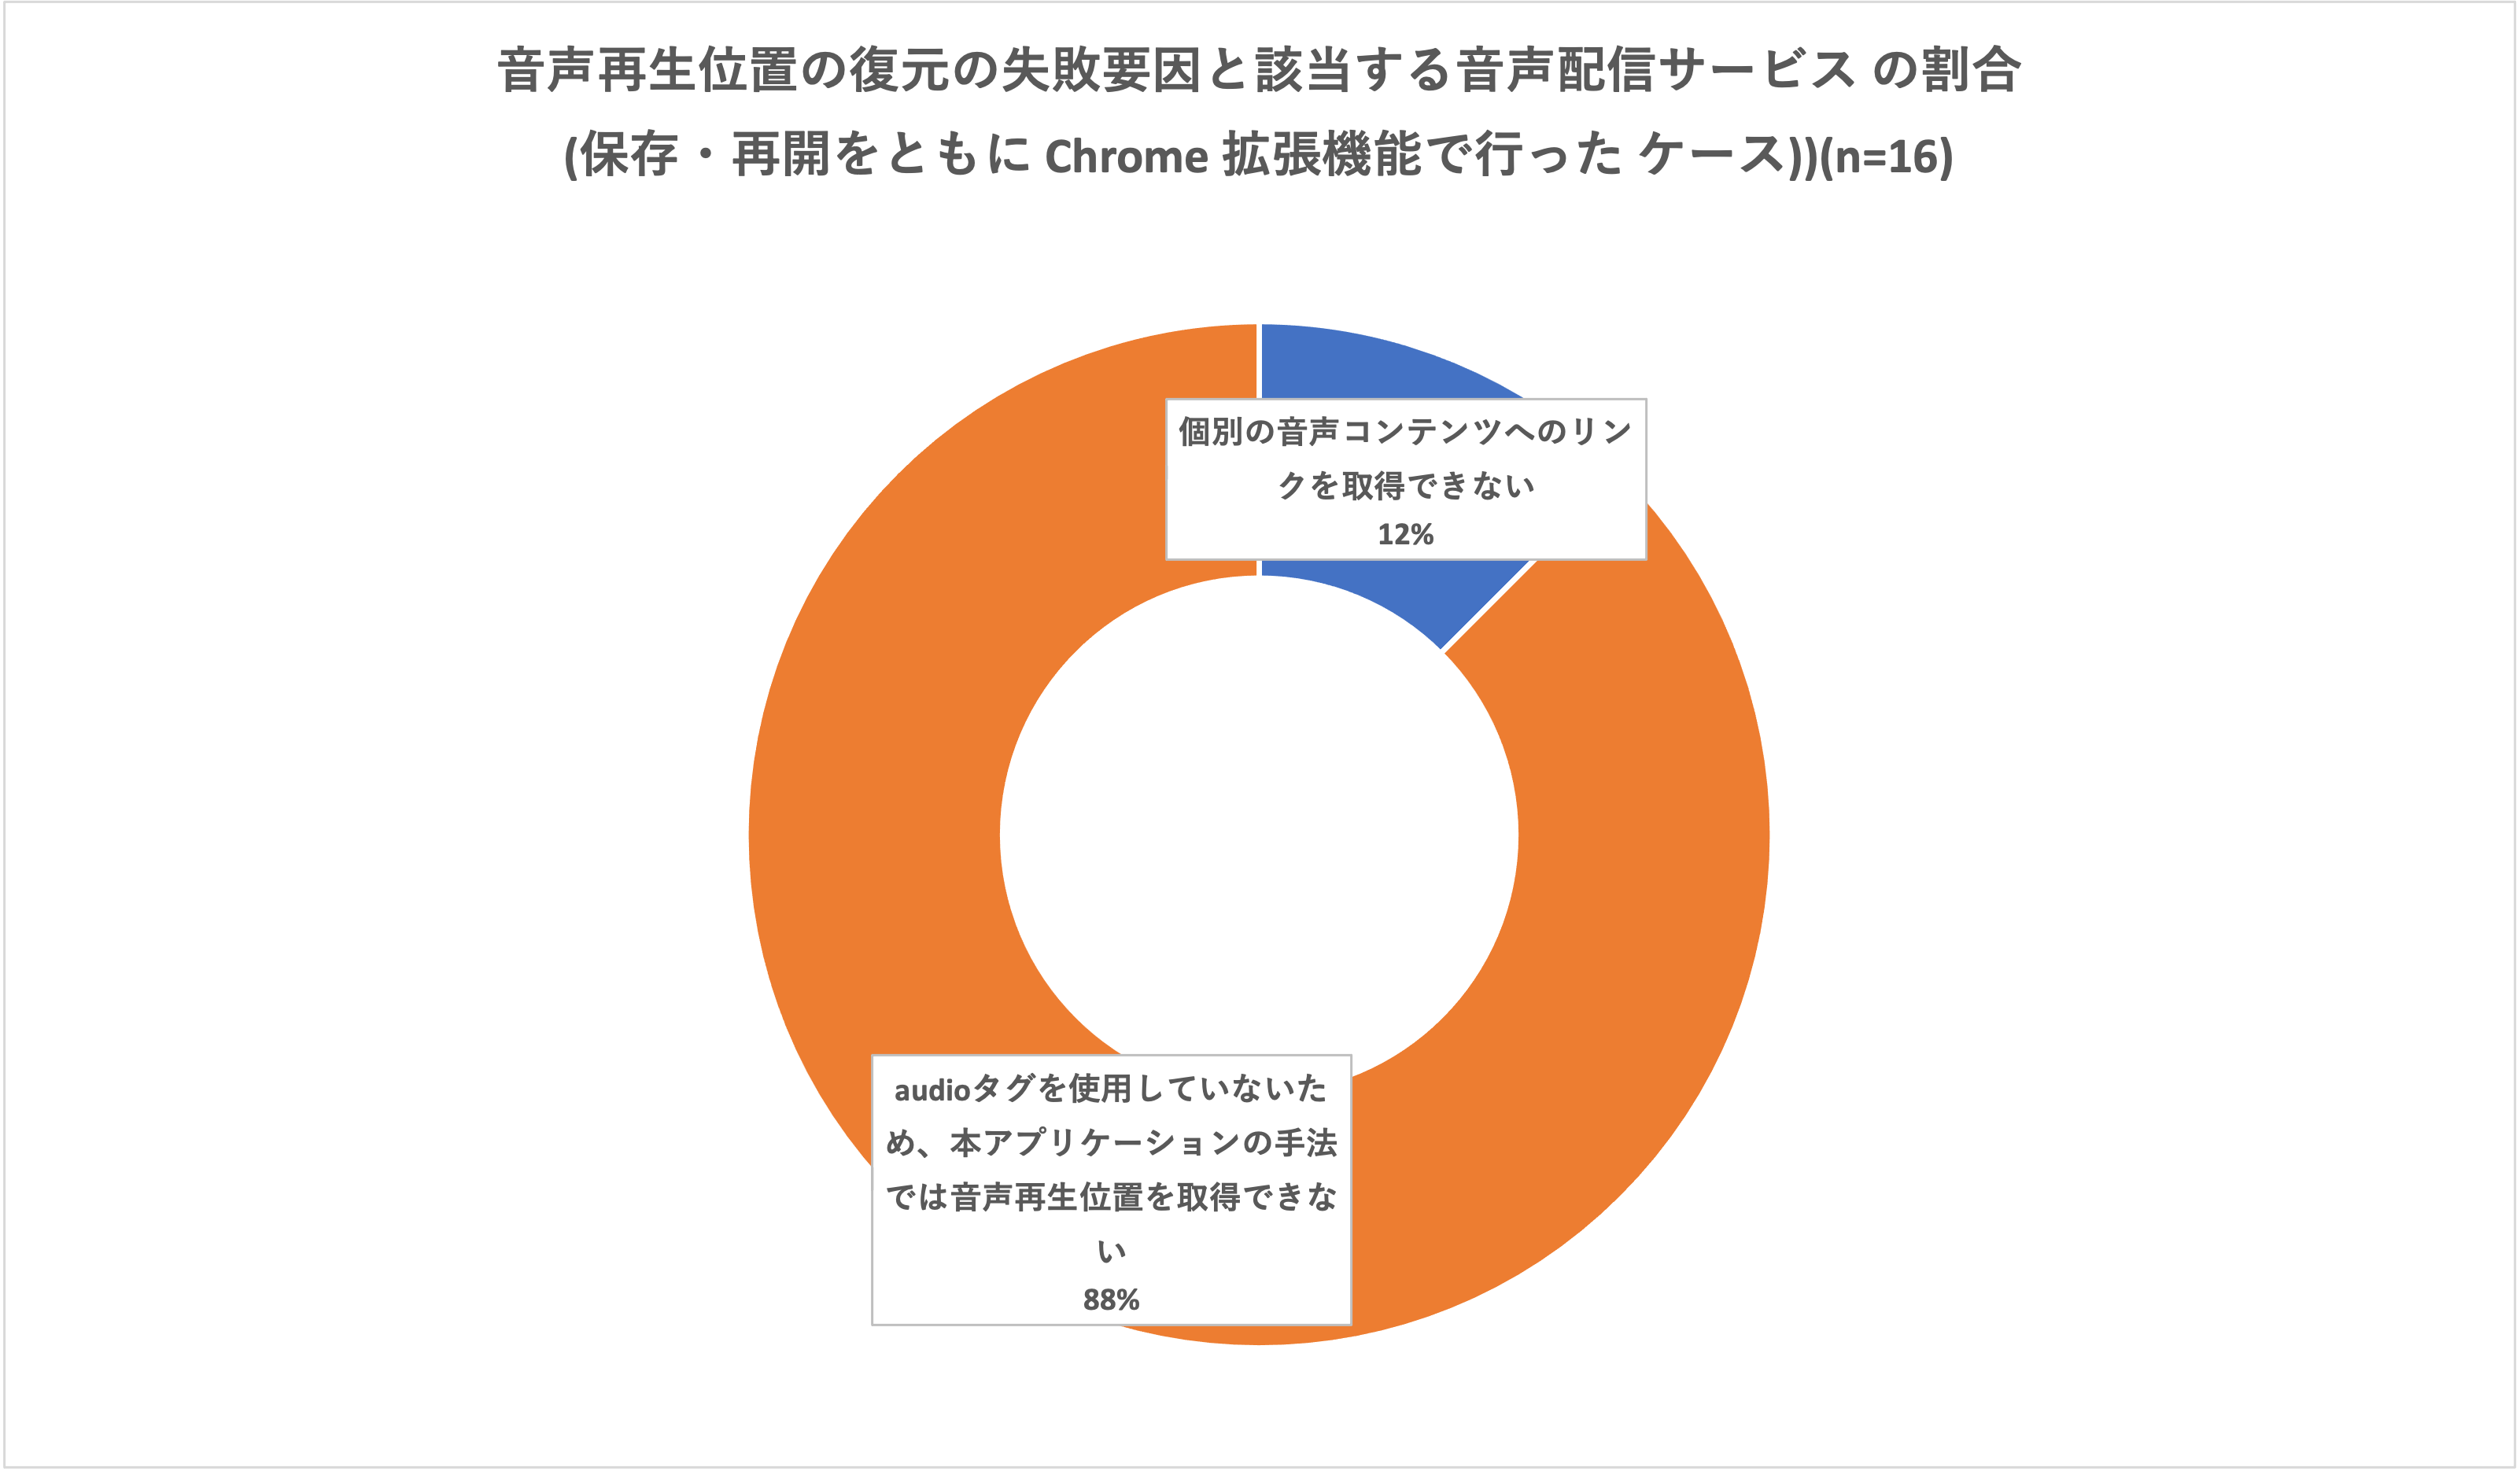 音声再生位置の復元の失敗要因と該当する音声配信サービス の割合
(保存・再開をともに Chrome 拡張機能で行った ケース))(n=16)
個別の音声コンテンツへのリン
クを取得できない
12%
audioタグを使用していないた
め、本アプリケーションの手法
では音声再生位置を取得できな
い
88%